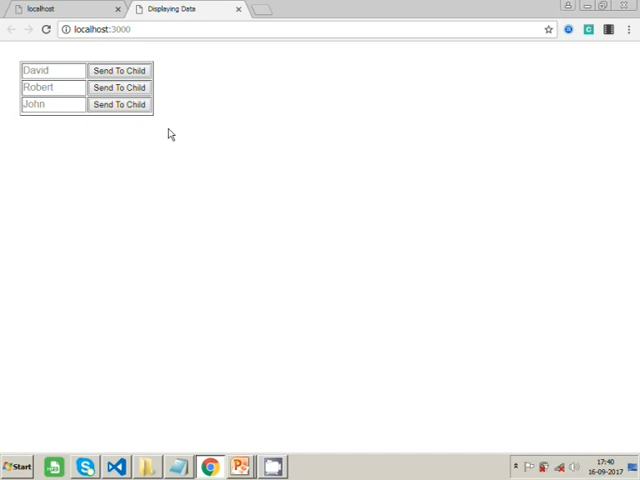 localhost
Displaying Data
localhost:3000
David Send To Child
Robert Send To Child
John Send To Child
Start
17:40
16-09-2017